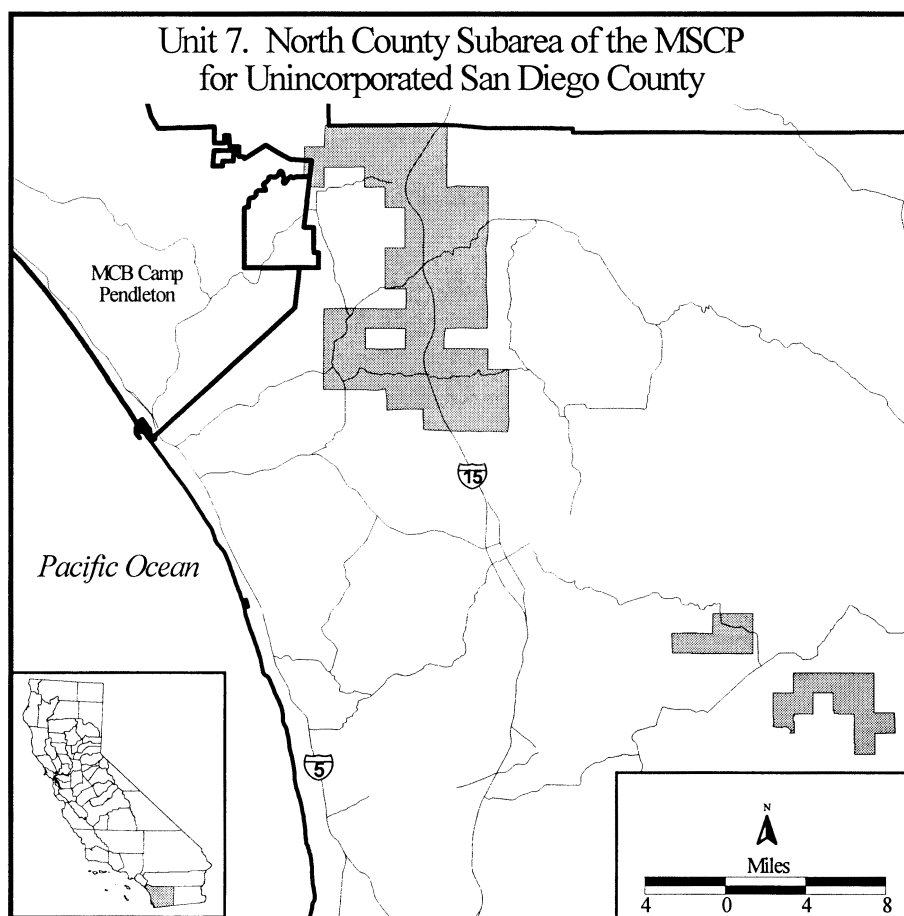 Unit 7. North County Subarea of the MSCP
for Unincorporated San Diego County
MCB Camp
Pendleton
15
Pacific Ocean
5
N
Miles
4 0 4 8